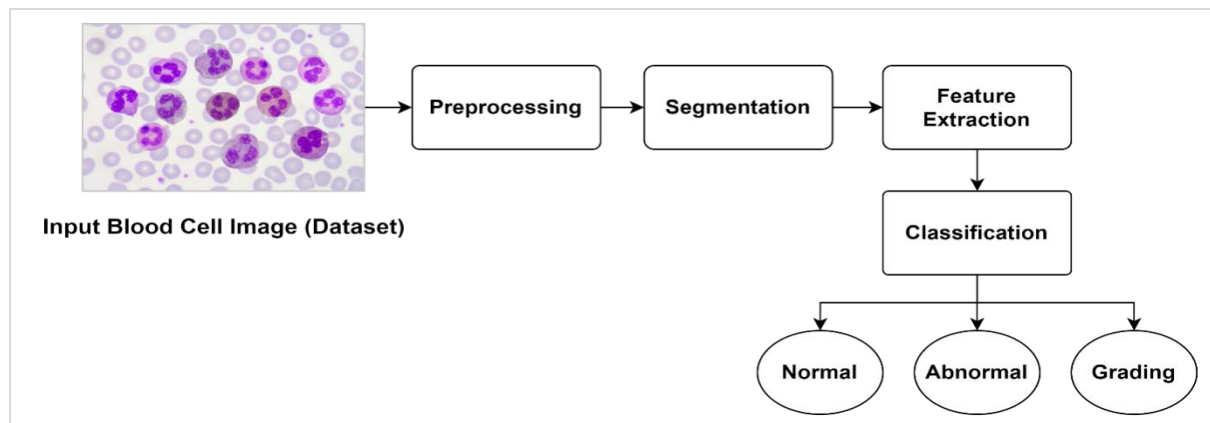 Preprocessing
Segmentation
Feature
Extraction
Input Blood Cell Image (Dataset)
Classification
Normal
Abnormal
Grading